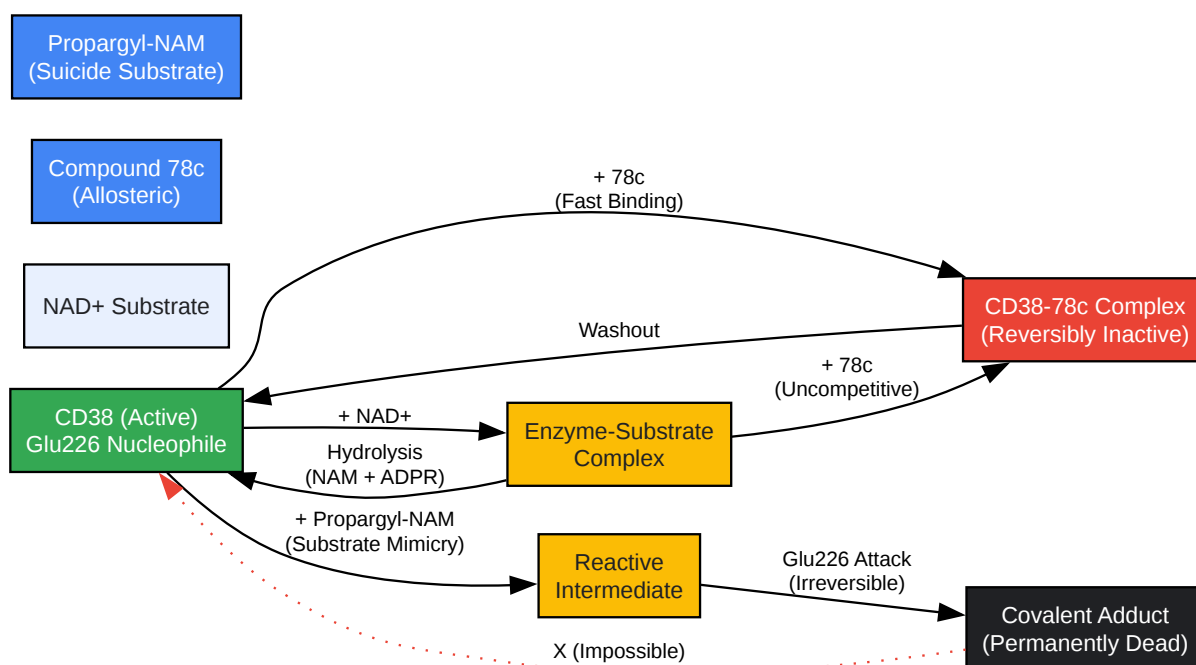 Propargyl-NAM
(Suicide Substrate)
Compound 78c
(Allosteric)
NAD+ Substrate
CD38 (Active)
Glu226 Nucleophile
+ 78c
(Fast Binding)
Washout
+ NAD+
Hydrolysis
(NAM + ADPR)
+ Propargyl-NAM
(Substrate Mimicry)
Enzyme-Substrate
Complex
+ 78c
(Uncompetitive)
CD38-78c Complex
(Reversibly Inactive)
Reactive
Intermediate
Glu226 Attack
(Irreversible)
Covalent Adduct
(Permanently Dead)
X (Impossible)